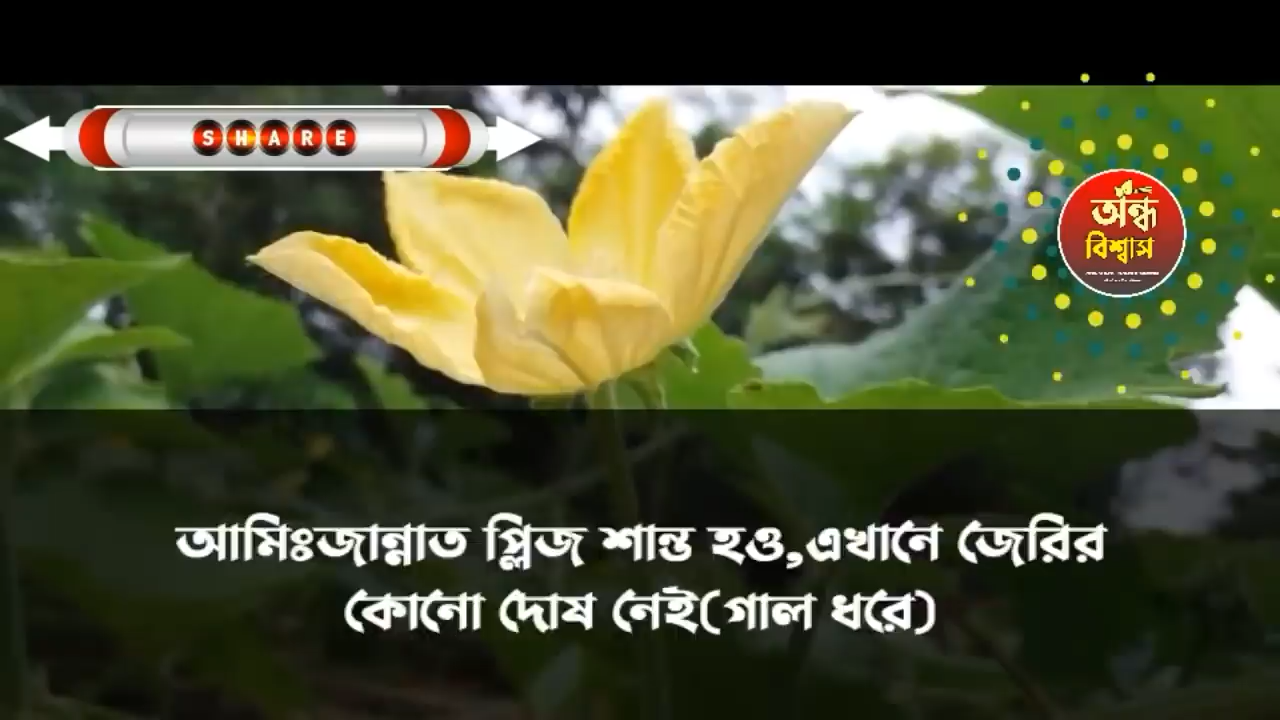 SHARE
অন্ধ
বিশ্বাস
আমিঃজান্নাত প্লিজ শান্ত হও,এখানে জেরির
কোনো দোষ নেই(গাল ধরে)